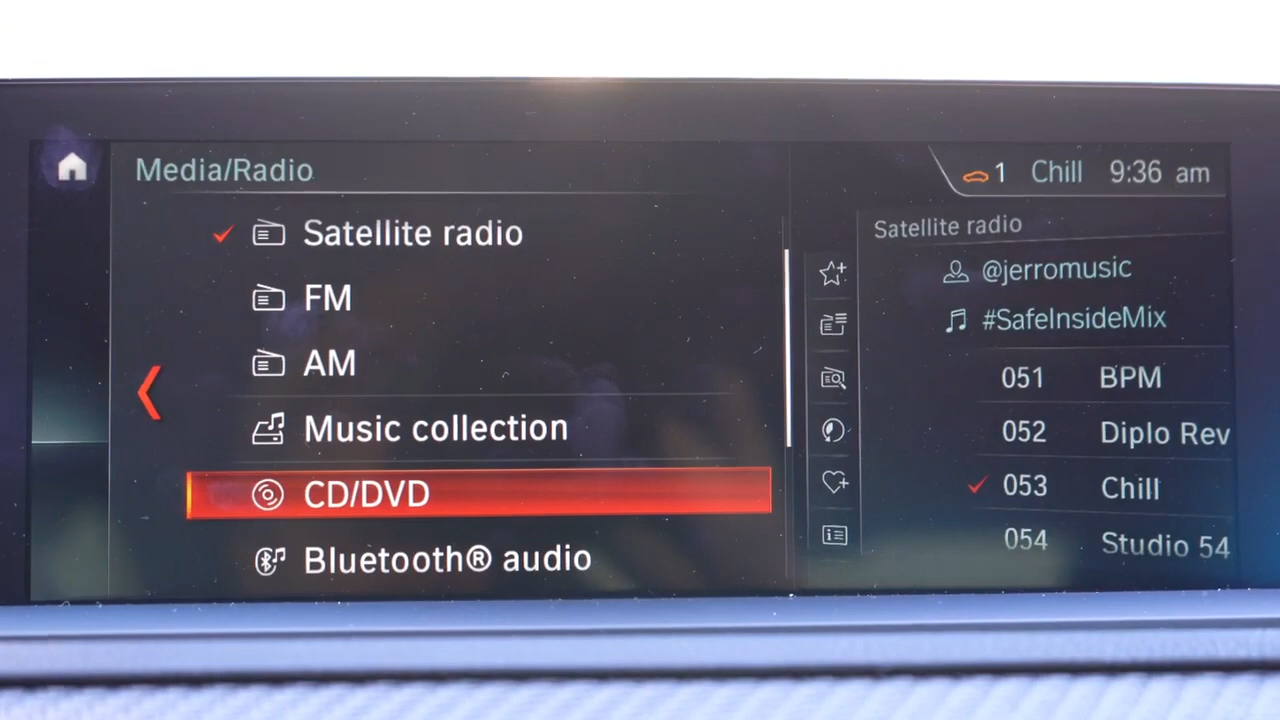 Media/Radio
1 Chill 9:36 am
Satellite radio
FM
AM
Music collection
CD/DVD
Bluetooth® audio
Satellite radio
@jerromusic
#SafeInsideMix
051 BPM
052 Diplo Rev
053 Chill
054 Studio 54